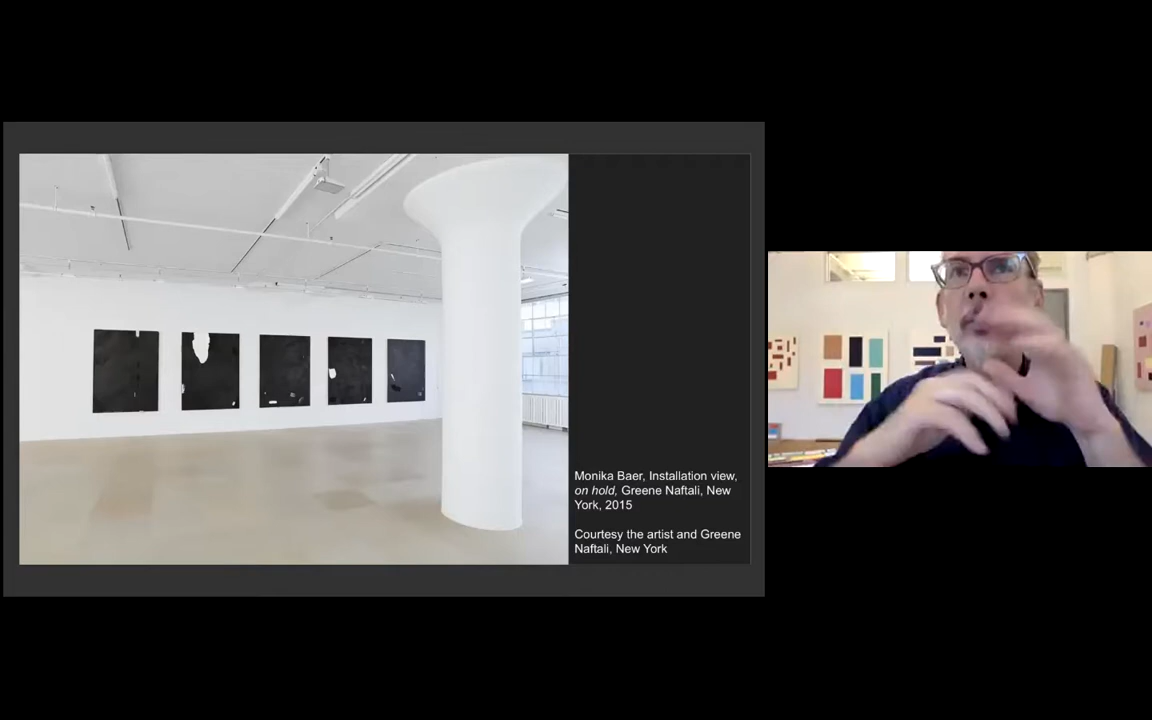 Monika Baer, Installation view,
on hold, Greene Naftali, New
York, 2015
Courtesy the artist and Greene
Naftali, New York